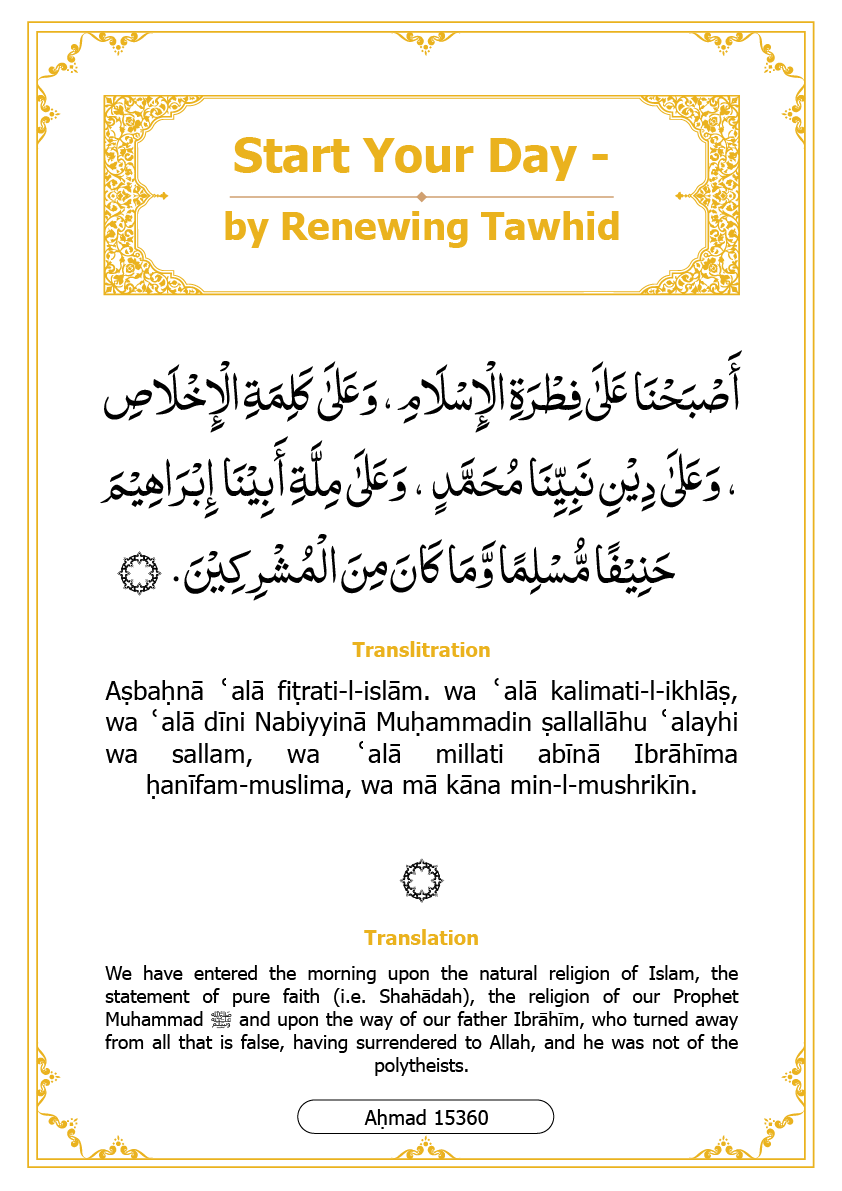 Start Your Day -
by Renewing Tawhid
أَصْبَحْنَا عَلَىٰ فِطْرَةِ الْإِسْلَامِ ، وَعَلَىٰ كَلِمَةِ الْإِخْلَاصِ
، وَعَلَىٰ دِيْنِ نَبِيِّنَا مُحَمَّدٍ ، وَعَلَىٰ مِلَّةِ أَبِيْنَا إِبْرَاهِيْمَ
حَنِيْفًا مُّسْلِمًا وَّمَا كَانَ مِنَ الْمُشْرِكِيْنَ.
Translitration
Aṣbaḥnā ʿalā fiṭrati-l-islām. wa ʿalā kalimati-l-ikhlāṣ,
wa ʿalā dīni Nabiyyinā Muḥammadin ṣallallāhu ʿalayhi
wa sallam, wa ʿalā millati abīnā Ibrāhīma
ḥanīfam-muslima, wa mā kāna min-l-mushrikīn.
Translation
We have entered the morning upon the natural religion of Islam, the
statement of pure faith (i.e. Shahādah), the religion of our Prophet
Muhammad ﷺ and upon the way of our father Ibrāhīm, who turned away
from all that is false, having surrendered to Allah, and he was not of the
polytheists.
Aḥmad 15360